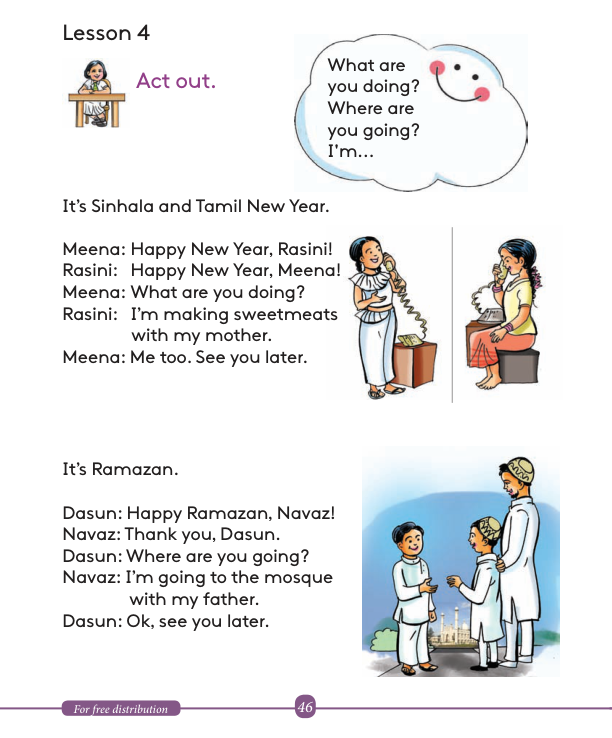 Lesson 4
Act out.
What are
you doing?
Where are
you going?
I'm...
It's Sinhala and Tamil New Year.
Meena: Happy New Year, Rasini!
Rasini: Happy New Year, Meena!
Meena: What are you doing?
Rasini: I'm making sweetmeats
with my mother.
Meena: Me too. See you later.
It's Ramazan.
Dasun: Happy Ramazan, Navaz!
Navaz: Thank you, Dasun.
Dasun: Where are you going?
Navaz: I'm going to the mosque
with my father.
Dasun: Ok, see you later.
For free distribution
46